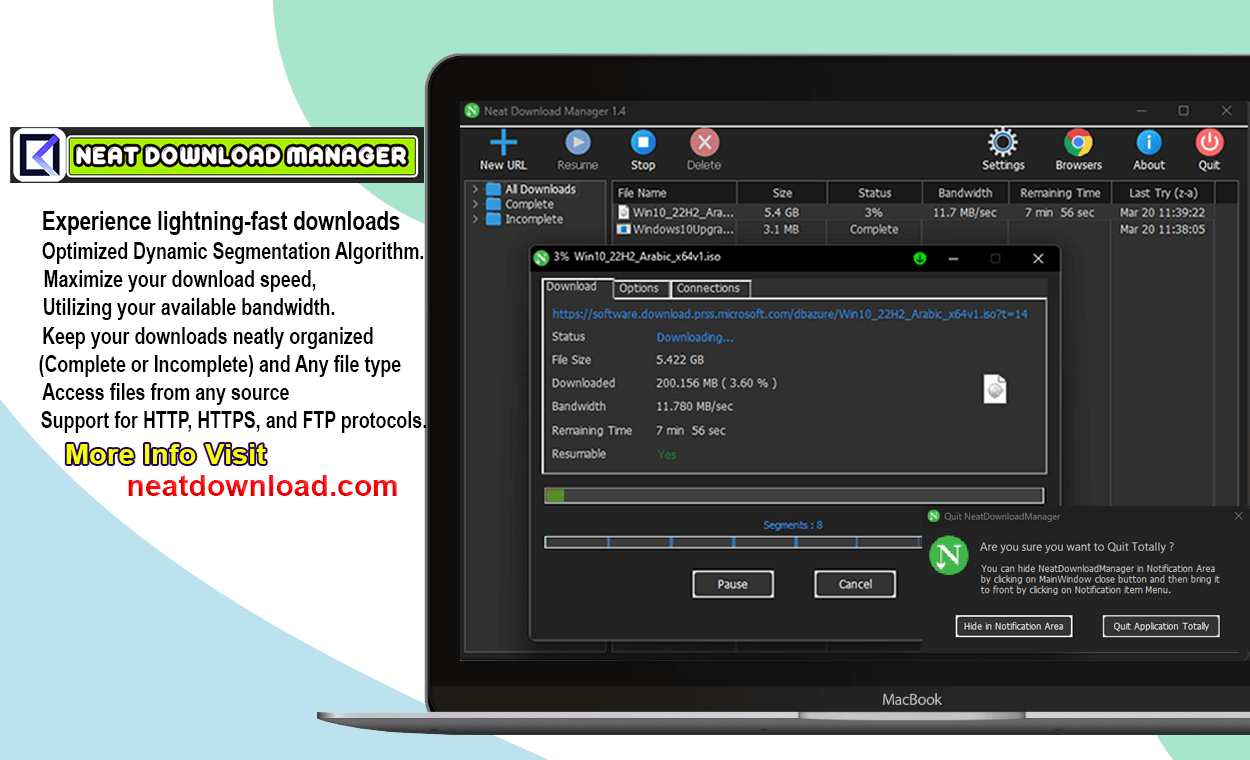 NEAT DOWNLOAD MANAGER
Experience lightning-fast downloads
Optimized Dynamic Segmentation Algorithm.
Maximize your download speed,
Utilizing your available bandwidth.
Keep your downloads neatly organized
(Complete or Incomplete) and Any file type
Access files from any source
Support for HTTP, HTTPS, and FTP protocols.
More Info Visit
neatdownload.com
Neat Download Manager 1.4
New URL Resume Stop Delete Settings Browsers About Quit
All Downloads
Complete
Incomplete
File Name Size Status Bandwidth Remaining Time Last Try (z-a)
Win10_22H2_Ara... 5.4 GB 3% 11.7 MB/sec 7 min 56 sec Mar 20 11:39:22
Windows10Upgra... 3.1 MB Complete Mar 20 11:38:05
3% Win10_22H2_Arabic_x64v1.iso
Download Options Connections
https://software.download.prss.microsoft.com/dbazure/Win10_22H2_Arabic_x64v1.iso?t=14
Status Downloading...
File Size 5.422 GB
Downloaded 200.156 MB ( 3.60 % )
Bandwidth 11.780 MB/sec
Remaining Time 7 min 56 sec
Resumable Yes
Segments : 8
Pause Cancel
Quit NeatDownloadManager
N
Are you sure you want to Quit Totally ?
You can hide NeatDownloadManager in Notification Area
by clicking on MainWindow close button and then bring it
to front by clicking on Notification Item Menu.
Hide in Notification Area Quit Application Totally
MacBook